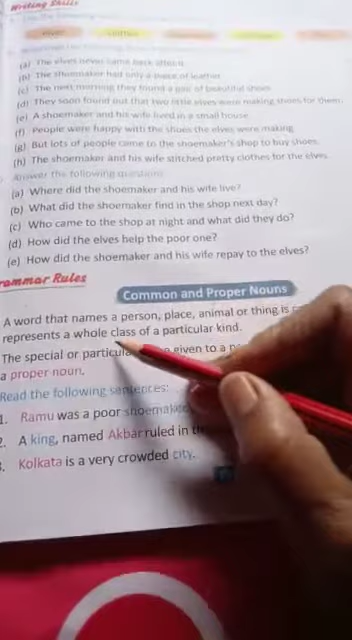 Writing Skills
(a) The elves never came back after it.
(b) The shoemaker had only a piece of leather.
(c) The next morning they found a pair of beautiful shoes.
(d) They soon found out that two little elves were making shoes for them.
(e) A shoemaker and his wife lived in a small house.
(f) People were happy with the shoes the elves were making.
(g) But lots of people came to the shoemaker's shop to buy shoes.
(h) The shoemaker and his wife stitched pretty clothes for the elves.
Answer the following questions:
(a) Where did the shoemaker and his wife live?
(b) What did the shoemaker find in the shop next day?
(c) Who came to the shop at night and what did they do?
(d) How did the elves help the poor one?
(e) How did the shoemaker and his wife repay to the elves?
rammar Rules
Common and Proper Nouns
A word that names a person, place, animal or thing is
represents a whole class of a particular kind.
The special or particula given to a
a proper noun.
Read the following sentences:
1. Ramu was a poor shoemake
2. A king, named Akbar ruled in
3. Kolkata is a very crowded city.